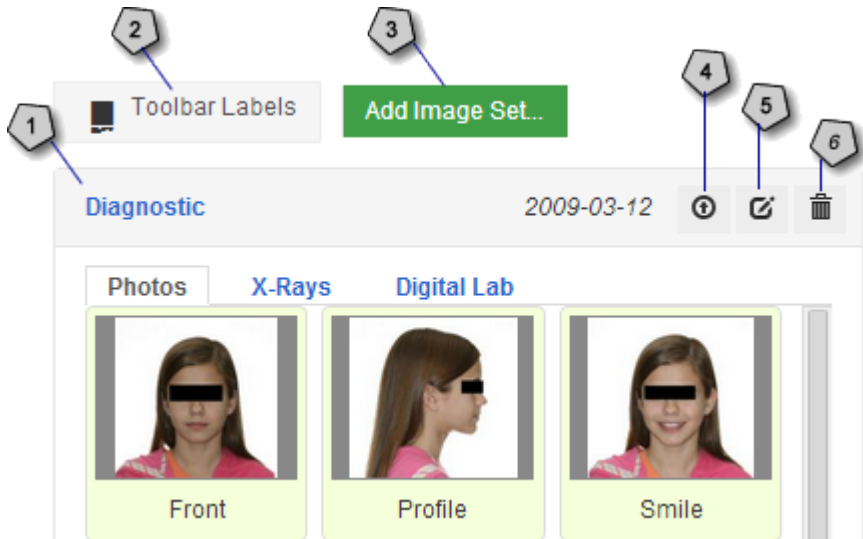 2
3
Toolbar Labels
Add Image Set...
4
5
6
1
Diagnostic 2009-03-12
Photos X-Rays Digital Lab
Front Profile Smile